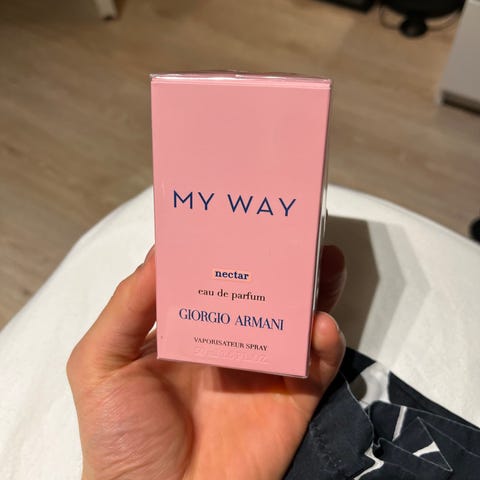 MY WAY
nectar
eau de parfum
GIORGIO ARMANI
VAPORISATEUR SPRAY